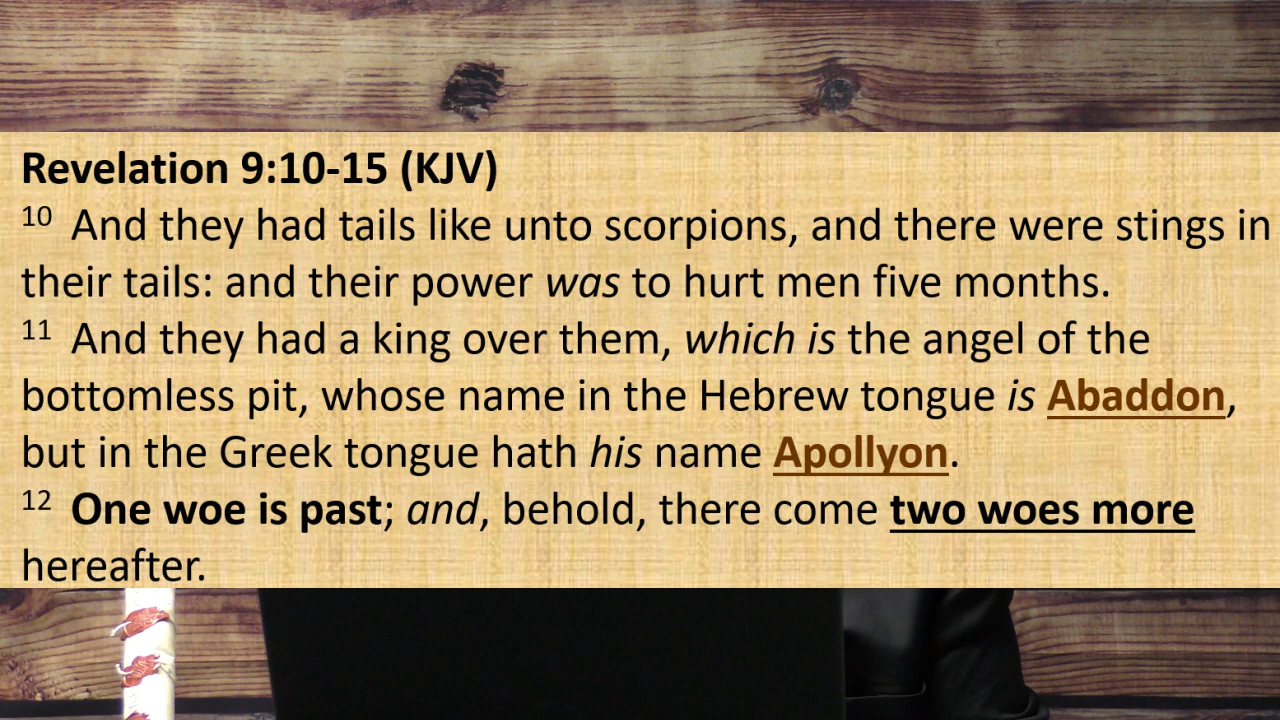 Revelation 9:10-15 (KJV)
10 And they had tails like unto scorpions, and there were stings in
their tails: and their power was to hurt men five months.
11 And they had a king over them, which is the angel of the
bottomless pit, whose name in the Hebrew tongue is Abaddon,
but in the Greek tongue hath his name Apollyon.
12 One woe is past; and, behold, there come two woes more
hereafter.